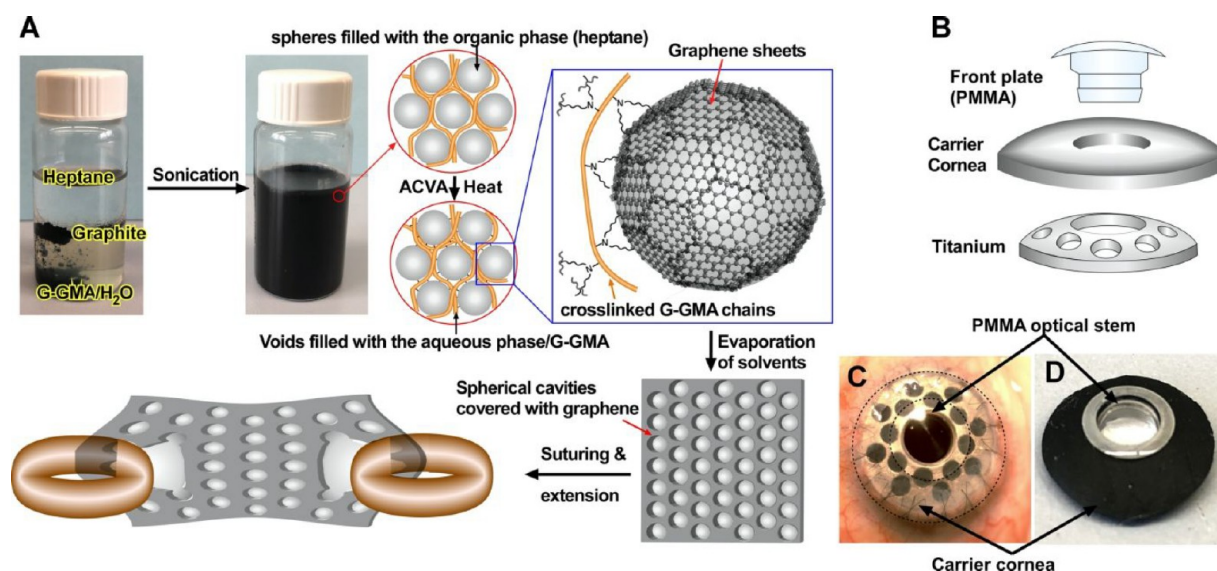 A
spheres filled with the organic phase (heptane)
Graphene sheets
Heptane
Sonication
Graphite
G-GMA/H₂O
ACVA
Heat
N
N
N
N
crosslinked G-GMA chains
Voids filled with the aqueous phase/G-GMA
Evaporation
of solvents
Spherical cavities
covered with graphene
Suturing &
extension
B
Front plate
(PMMA)
Carrier
Cornea
Titanium
PMMA optical stem
C
D
Carrier cornea